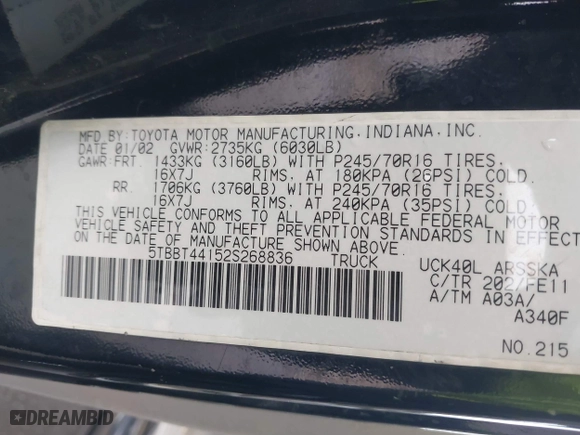 MFD.BY:TOYOTA MOTOR MANUFACTURING.INDIANA.INC.
DATE 01/02 GVWR:2735KG (6030LB)
GAWR:FRT. 1433KG (3160LB) WITH P245/70R16 TIRES.
16X7J RIMS. AT 180KPA (26PSI) COLD.
RR. 1706KG (3760LB) WITH P245/70R16 TIRES.
16X7J RIMS. AT 240KPA (35PSI) COLD.
THIS VEHICLE CONFORMS TO ALL APPLICABLE FEDERAL MOTOR
VEHICLE SAFETY AND THEFT PREVENTION STANDARDS IN EFFECT
ON THE DATE OF MANUFACTURE SHOWN ABOVE.
5TBBT44152S268836 TRUCK
UCK40L ARSSKA
C/TR 202/FE11
A/TM A03A/
A340F
NO.215
DREAMBID